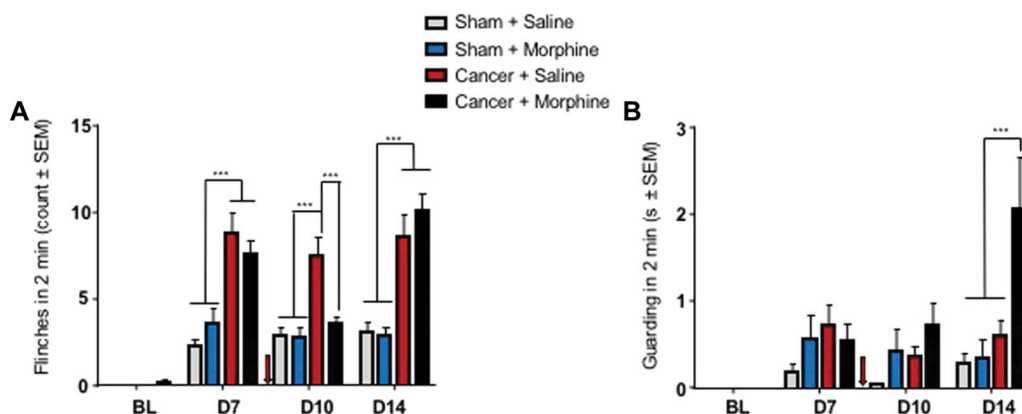 Sham + Saline
Sham + Morphine
Cancer + Saline
Cancer + Morphine
A
Flinches in 2 min (count ± SEM)
15
10
5
0
***
***
***
***
BL
D7
D10
D14
B
Guarding in 2 min (s ± SEM)
3
2
1
0
***
BL
D7
D10
D14